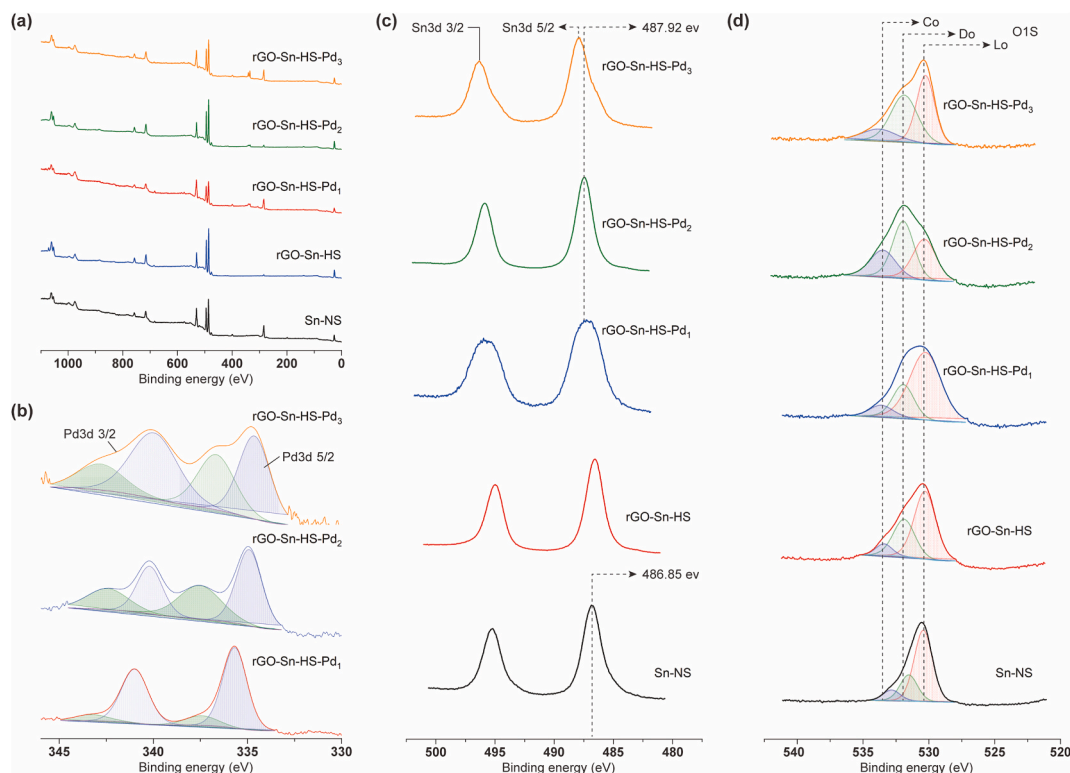 (a)
rGO-Sn-HS-Pd3
rGO-Sn-HS-Pd2
rGO-Sn-HS-Pd1
rGO-Sn-HS
Sn-NS
1000 800 600 400 200 0
Binding energy (eV)
(b)
rGO-Sn-HS-Pd3
Pd3d 3/2
Pd3d 5/2
rGO-Sn-HS-Pd2
rGO-Sn-HS-Pd1
345 340 335 330
Binding energy (eV)
(c)
Sn3d 3/2 Sn3d 5/2 487.92 ev
rGO-Sn-HS-Pd3
rGO-Sn-HS-Pd2
rGO-Sn-HS-Pd1
rGO-Sn-HS
486.85 ev
Sn-NS
500 495 490 485 480
Binding energy (eV)
(d)
Co O1S
Do
Lo
rGO-Sn-HS-Pd3
rGO-Sn-HS-Pd2
rGO-Sn-HS-Pd1
rGO-Sn-HS
Sn-NS
540 530 525 520
Binding energy (eV)